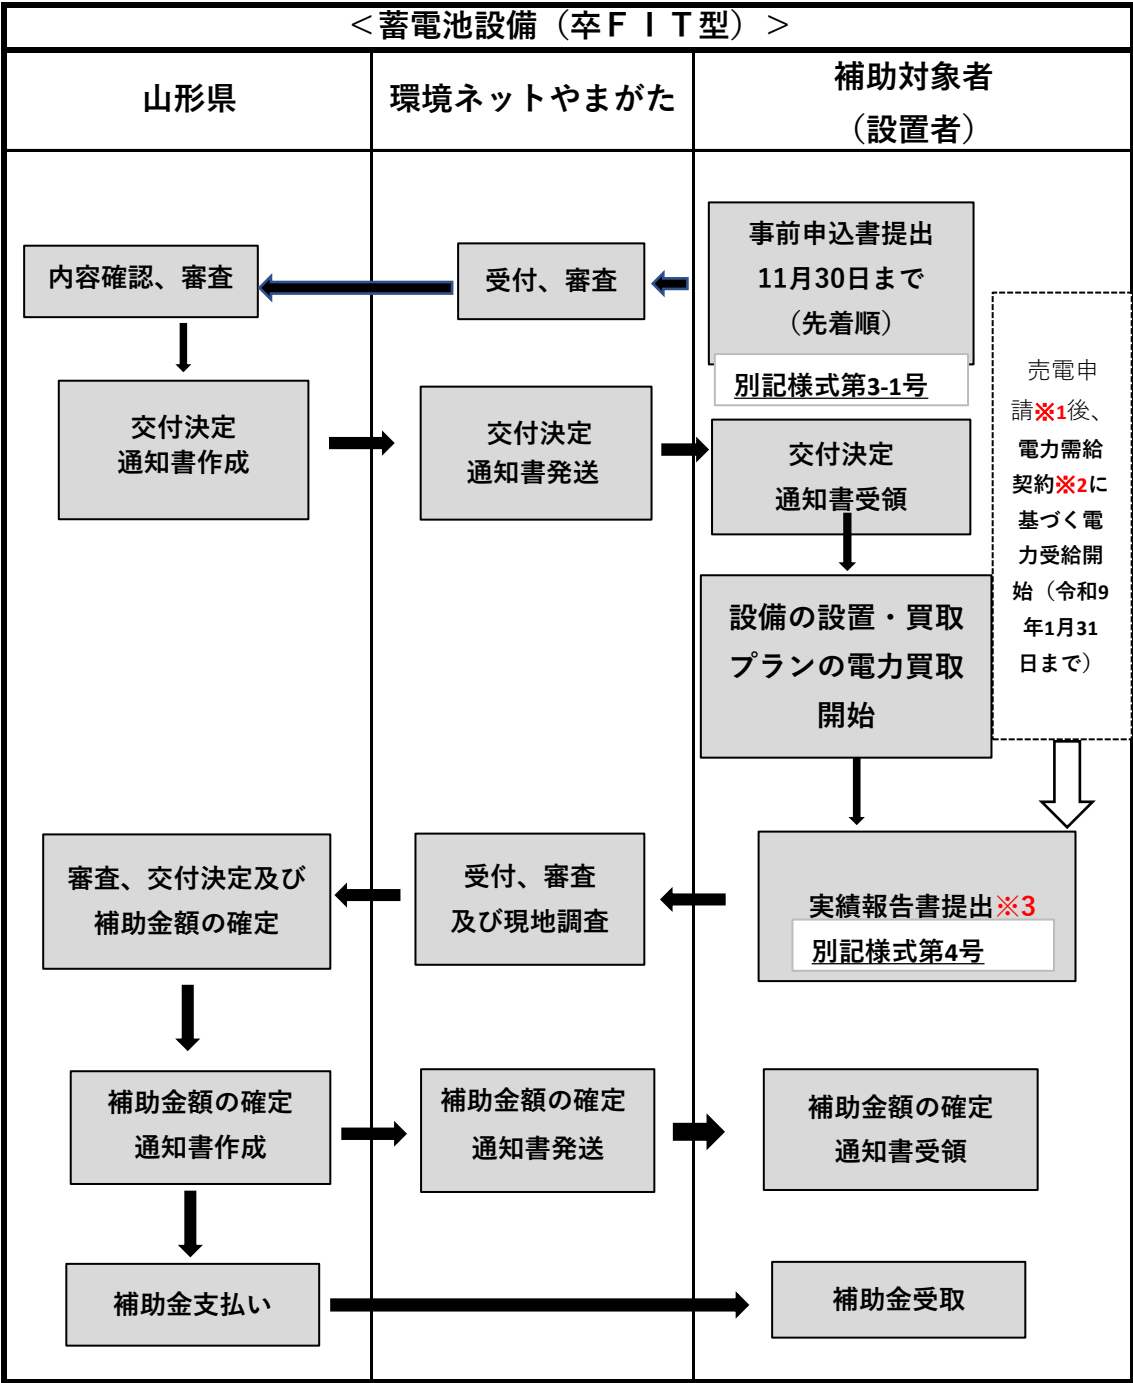 ＜蓄電池設備（卒ＦＩＴ型）＞
山形県
環境ネットやまがた
補助対象者
（設置者）
事前申込書提出
11月30日まで
（先着順）
別記様式第3-1号
受付、審査
内容確認、審査
交付決定
通知書作成
交付決定
通知書発送
交付決定
通知書受領
売電申
請※1後、
電力需給
契約※2に
基づく電
力受給開
始（令和9
年1月31
日まで）
設備の設置・買取
プランの電力買取
開始
実績報告書提出※3
別記様式第4号
受付、審査
及び現地調査
審査、交付決定及び
補助金額の確定
補助金額の確定
通知書作成
補助金額の確定
通知書発送
補助金額の確定
通知書受領
補助金支払い
補助金受取